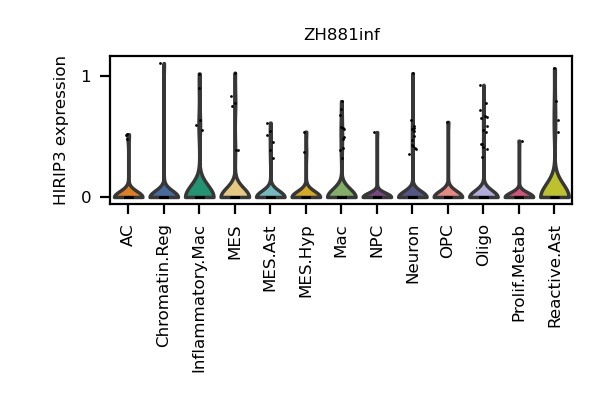 ZH881inf
HIRIP3 expression
1
0
AC
Chromatin.Reg
Inflammatory.Mac
MES
MES.Ast
MES.Hyp
Mac
NPC
Neuron
OPC
Oligo
Prolif.Metab
Reactive.Ast